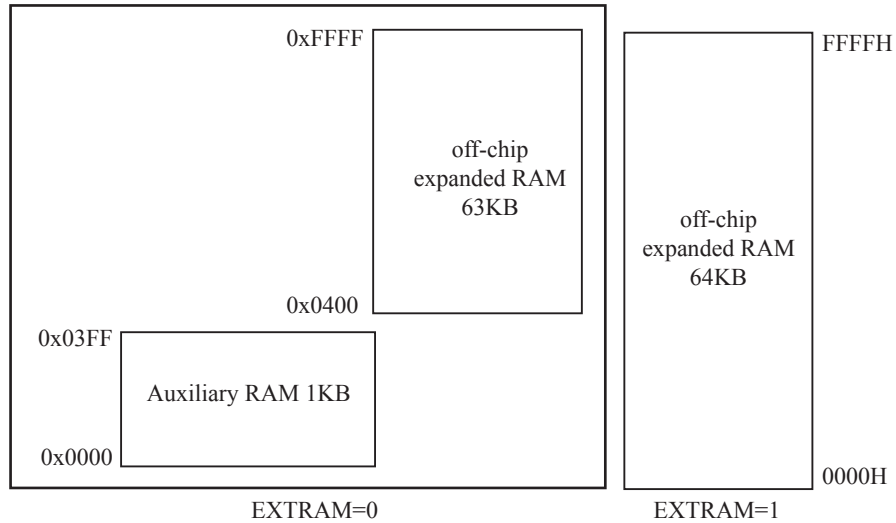 0xFFFF
off-chip
expanded RAM
63KB
0x0400
0x03FF
Auxiliary RAM 1KB
0x0000
EXTRAM=0
FFFFH
off-chip
expanded RAM
64KB
0000H
EXTRAM=1